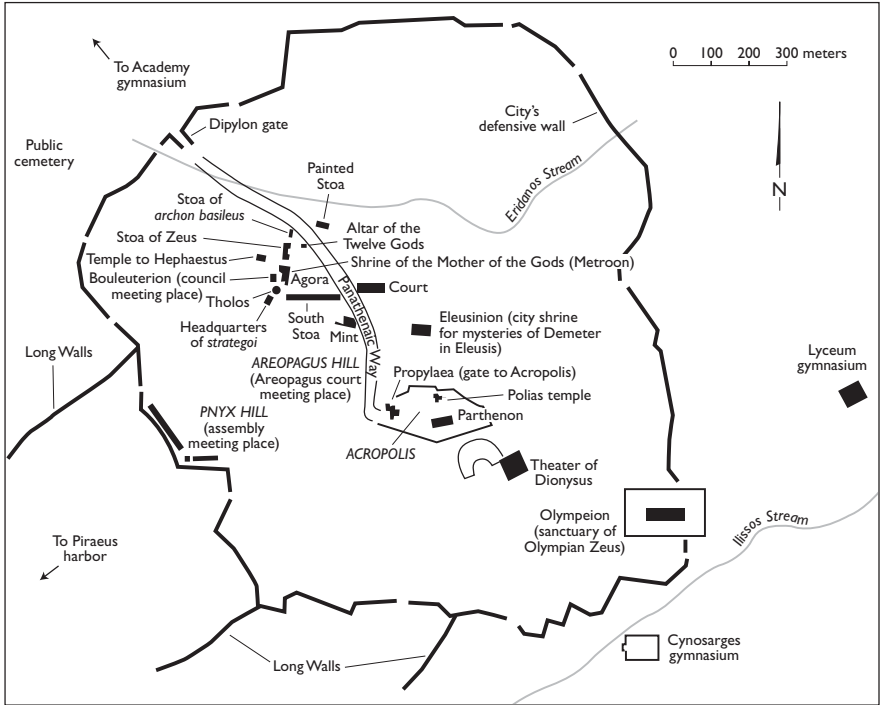 To Academy
gymnasium
0 100 200 300 meters
Dipylon gate
City's
defensive wall
Public
cemetery
Eridanos Stream
N
Painted
Stoa
Stoa of
archon basileus
Altar of the
Twelve Gods
Stoa of Zeus
Temple to Hephaestus
Shrine of the Mother of the Gods (Metroon)
Bouleuterion (council
meeting place)
Agora
Panathenaic Way
Court
Tholos
Headquarters
of strategoi
South
Stoa
Mint
Eleusinion (city shrine
for mysteries of Demeter
in Eleusis)
Long Walls
Lyceum
gymnasium
AREOPAGUS HILL
(Areopagus court
meeting place)
Propylaea (gate to Acropolis)
Polias temple
Parthenon
PNYX HILL
(assembly
meeting place)
ACROPOLIS
Theater of
Dionysus
Olympeion
(sanctuary of
Olympian Zeus)
Ilissos Stream
To Piraeus
harbor
Long Walls
Cynosarges
gymnasium